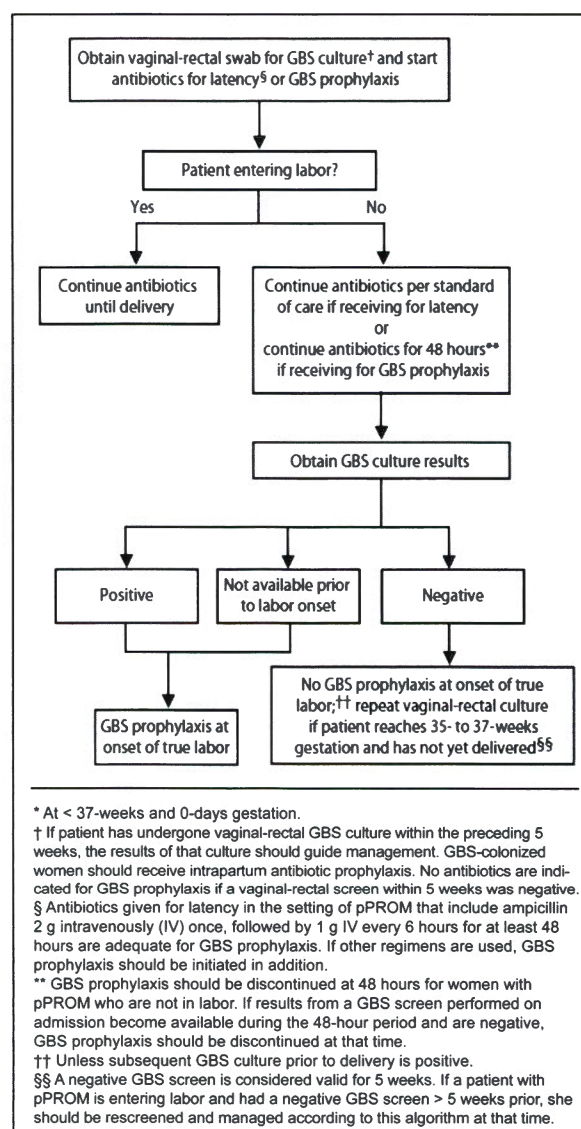 Obtain vaginal-rectal swab for GBS culture† and start
antibiotics for latency§ or GBS prophylaxis
Patient entering labor?
Yes
No
Continue antibiotics
until delivery
Continue antibiotics per standard
of care if receiving for latency
or
continue antibiotics for 48 hours**
if receiving for GBS prophylaxis
Obtain GBS culture results
Positive
Not available prior
to labor onset
Negative
GBS prophylaxis at
onset of true labor
No GBS prophylaxis at onset of true
labor;†† repeat vaginal-rectal culture
if patient reaches 35- to 37-weeks
gestation and has not yet delivered§§
* At < 37-weeks and 0-days gestation.
† If patient has undergone vaginal-rectal GBS culture within the preceding 5
weeks, the results of that culture should guide management. GBS-colonized
women should receive intrapartum antibiotic prophylaxis. No antibiotics are indi-
cated for GBS prophylaxis if a vaginal-rectal screen within 5 weeks was negative.
§ Antibiotics given for latency in the setting of pPROM that include ampicillin
2 g intravenously (IV) once, followed by 1 g IV every 6 hours for at least 48
hours are adequate for GBS prophylaxis. If other regimens are used, GBS
prophylaxis should be initiated in addition.
** GBS prophylaxis should be discontinued at 48 hours for women with
pPROM who are not in labor. If results from a GBS screen performed on
admission become available during the 48-hour period and are negative,
GBS prophylaxis should be discontinued at that time.
†† Unless subsequent GBS culture prior to delivery is positive.
§§ A negative GBS screen is considered valid for 5 weeks. If a patient with
pPROM is entering labor and had a negative GBS screen > 5 weeks prior, she
should be rescreened and managed according to this algorithm at that time.